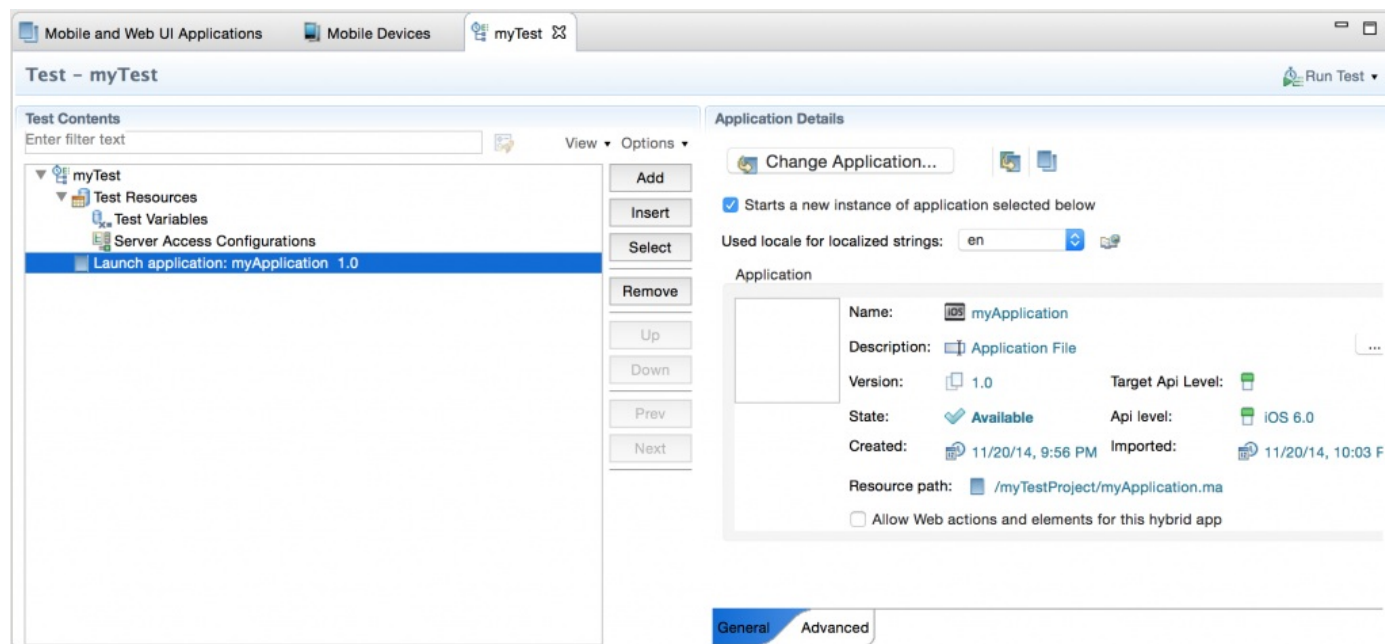 Mobile and Web UI Applications Mobile Devices myTest
Test - myTest Run Test
Test Contents
Enter filter text
View Options
myTest
Test Resources
Test Variables
Server Access Configurations
Launch application: myApplication 1.0
Add
Insert
Select
Remove
Up
Down
Prev
Next
Application Details
Change Application...
Starts a new instance of application selected below
Used locale for localized strings: en
Application
Name: iOS myApplication
Description: Application File
...
Version: 1.0 Target Api Level:
State: Available Api level: iOS 6.0
Created: 11/20/14, 9:56 PM Imported: 11/20/14, 10:03 P
Resource path: /myTestProject/myApplication.ma
Allow Web actions and elements for this hybrid app
General Advanced